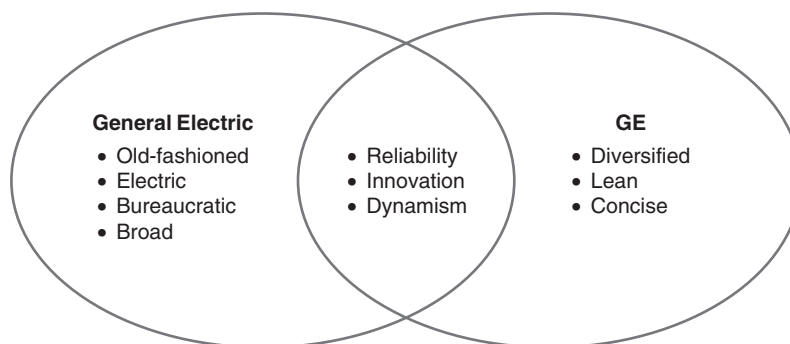 General Electric
• Old-fashioned
• Electric
• Bureaucratic
• Broad
• Reliability
• Innovation
• Dynamism
GE
• Diversified
• Lean
• Concise